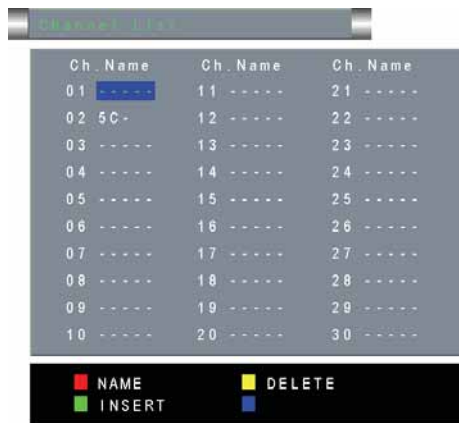 Channel List
Ch.Name Ch.Name Ch.Name
01 ----- 11 ----- 21 -----
02 5C- 12 ----- 22 -----
03 ----- 13 ----- 23 -----
04 ----- 14 ----- 24 -----
05 ----- 15 ----- 25 -----
06 ----- 16 ----- 26 -----
07 ----- 17 ----- 27 -----
08 ----- 18 ----- 28 -----
09 ----- 19 ----- 29 -----
10 ----- 20 ----- 30 -----
NAME DELETE
INSERT